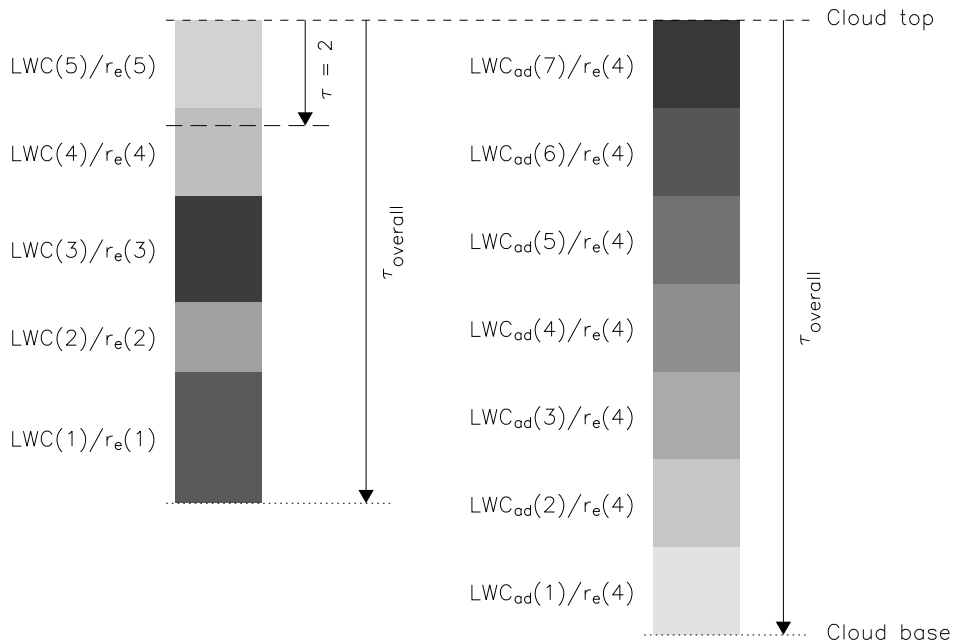 Cloud top
LWC(5)/rₑ(5)
τ = 2
LWC(4)/rₑ(4)
LWC(3)/rₑ(3)
LWC(2)/rₑ(2)
LWC(1)/rₑ(1)
τoverall
LWCad(7)/rₑ(4)
LWCad(6)/rₑ(4)
LWCad(5)/rₑ(4)
LWCad(4)/rₑ(4)
LWCad(3)/rₑ(4)
LWCad(2)/rₑ(4)
LWCad(1)/rₑ(4)
τoverall
Cloud base